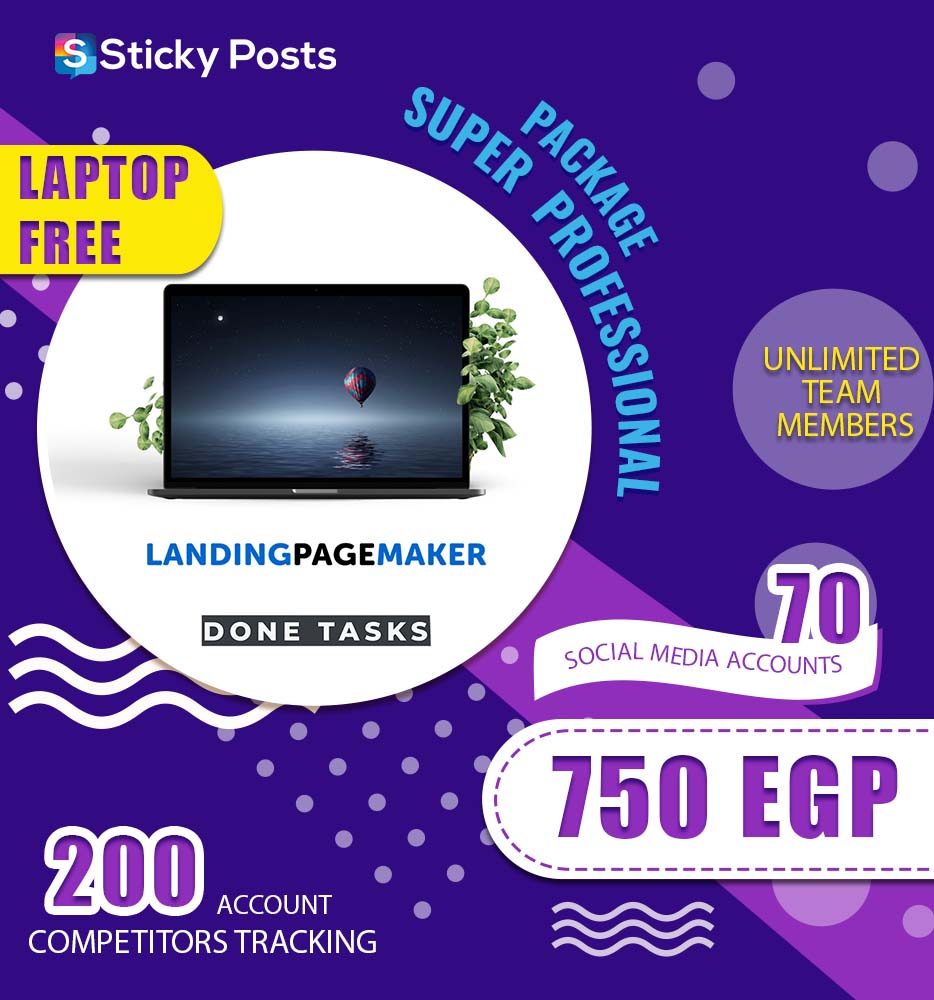 S Sticky Posts
PACKAGE
SUPER PROFESSIONAL
LAPTOP
FREE
UNLIMITED
TEAM
MEMBERS
LANDINGPAGEMAKER
DONE TASKS
70
SOCIAL MEDIA ACCOUNTS
750 EGP
200 ACCOUNT
COMPETITORS TRACKING